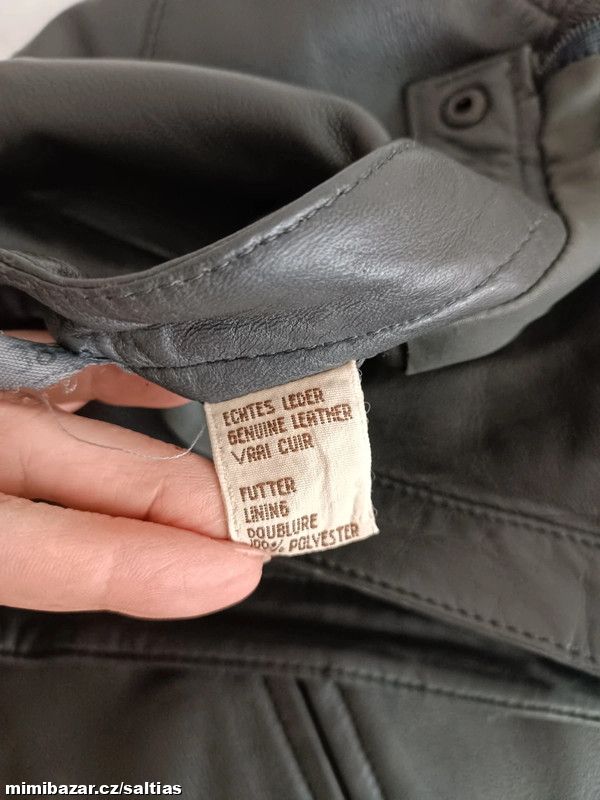 ECHTES LEDER
GENUINE LEATHER
VRAI CUIR
FUTTER
LINING
DOUBLURE
100% POLYESTER
mimibazar.cz/saltias